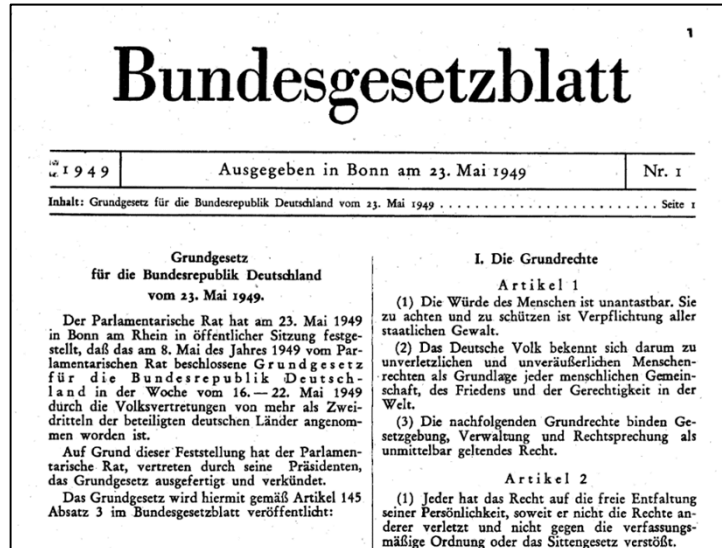 1
Bundesgesetzblatt
1949
Ausgegeben in Bonn am 23. Mai 1949
Nr. 1
Inhalt: Grundgesetz für die Bundesrepublik Deutschland vom 23. Mai 1949 . . . . . . . . . . . . . . . . . . . . . . . . . Seite 1
Grundgesetz
für die Bundesrepublik Deutschland
vom 23. Mai 1949.
Der Parlamentarische Rat hat am 23. Mai 1949
in Bonn am Rhein in öffentlicher Sitzung festge-
stellt, daß das am 8. Mai des Jahres 1949 vom Par-
lamentarischen Rat beschlossene Grundgesetz
für die Bundesrepublik Deutsch-
land in der Woche vom 16. — 22. Mai 1949
durch die Volksvertretungen von mehr als Zwei-
dritteln der beteiligten deutschen Länder angenom-
men worden ist.
Auf Grund dieser Feststellung hat der Parlamen-
tarische Rat, vertreten durch seine Präsidenten,
das Grundgesetz ausgefertigt und verkündet.
Das Grundgesetz wird hiermit gemäß Artikel 145
Absatz 3 im Bundesgesetzblatt veröffentlicht:
I. Die Grundrechte
Artikel 1
(1) Die Würde des Menschen ist unantastbar. Sie
zu achten und zu schützen ist Verpflichtung aller
staatlichen Gewalt.
(2) Das Deutsche Volk bekennt sich darum zu
unverletzlichen und unveräußerlichen Menschen-
rechten als Grundlage jeder menschlichen Gemein-
schaft, des Friedens und der Gerechtigkeit in der
Welt.
(3) Die nachfolgenden Grundrechte binden Ge-
setzgebung, Verwaltung und Rechtsprechung als
unmittelbar geltendes Recht.
Artikel 2
(1) Jeder hat das Recht auf die freie Entfaltung
seiner Persönlichkeit, soweit er nicht die Rechte an-
derer verletzt und nicht gegen die verfassungs-
mäßige Ordnung oder das Sittengesetz verstößt.